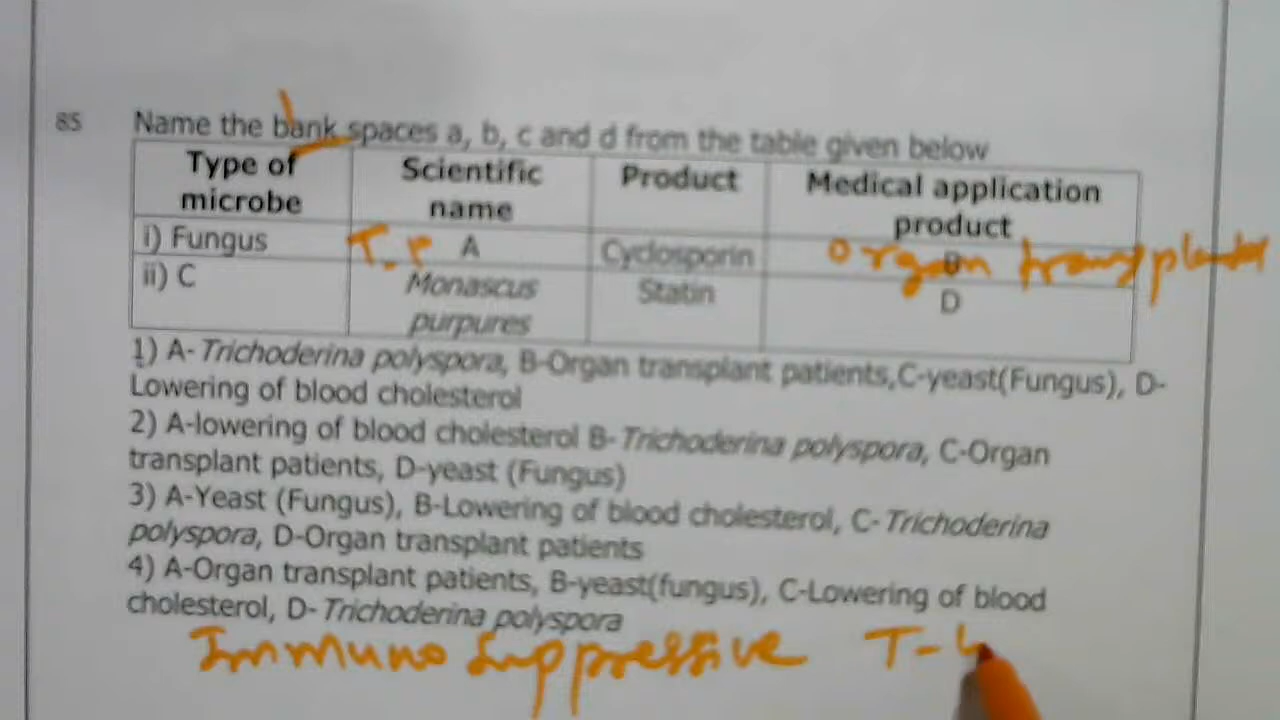 85 Name the bank spaces a, b, c and d from the table given below
Type of microbe Scientific name Product Medical application product
i) Fungus T.P A Cyclosporin B Organ
ii) C Monascus purpures Statin D
1) A-Trichoderina polyspora, B-Organ transplant patients,C-yeast(Fungus), D-
Lowering of blood cholesterol
2) A-lowering of blood cholesterol B-Trichoderina polyspora, C-Organ
transplant patients, D-yeast (Fungus)
3) A-Yeast (Fungus), B-Lowering of blood cholesterol, C-Trichoderina
polyspora, D-Organ transplant patients
4) A-Organ transplant patients, B-yeast(fungus), C-Lowering of blood
cholesterol, D-Trichoderina polyspora
Immuno Suppressive T-